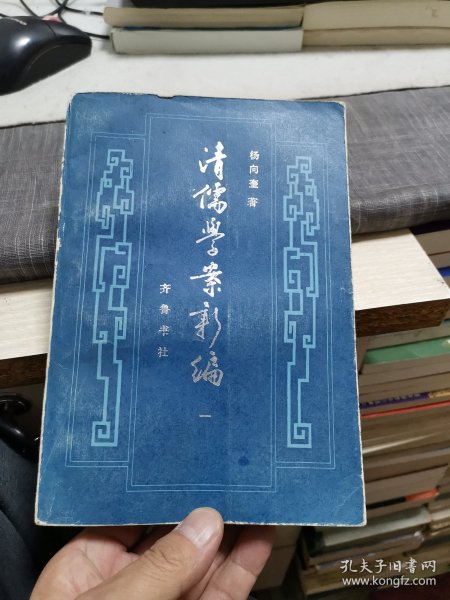 杨向奎著
清儒学案新编
一
齐鲁书社
孔夫子旧书网
www.kongfz.com